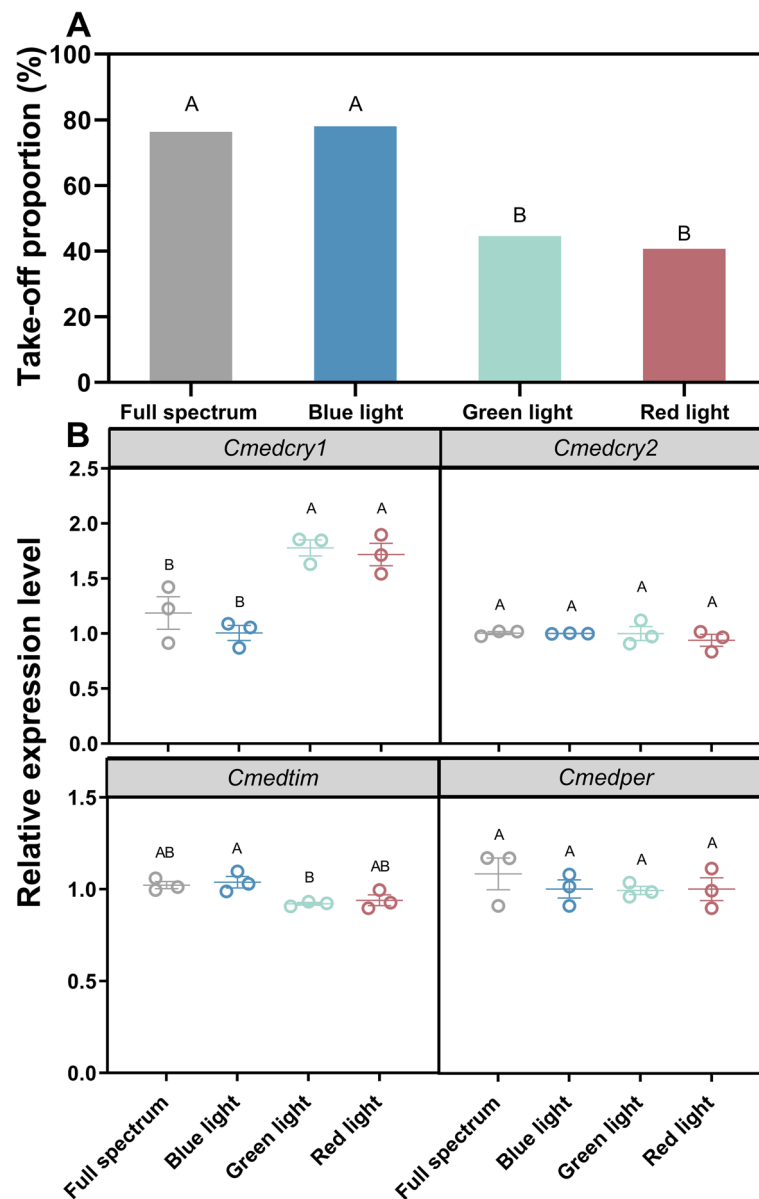 A
Take-off proportion (%)
100
80
60
40
20
0
A
A
B
B
Full spectrum
Blue light
Green light
Red light
B
Relative expression level
Cmedcry1
Cmedcry2
2.5
2.0
1.5
1.0
0.5
0.0
B
B
A
A
A
A
A
A
Cmedtim
Cmedper
1.5
1.0
0.5
0.0
AB
A
B
AB
A
A
A
A
Full spectrum
Blue light
Green light
Red light
Full spectrum
Blue light
Green light
Red light